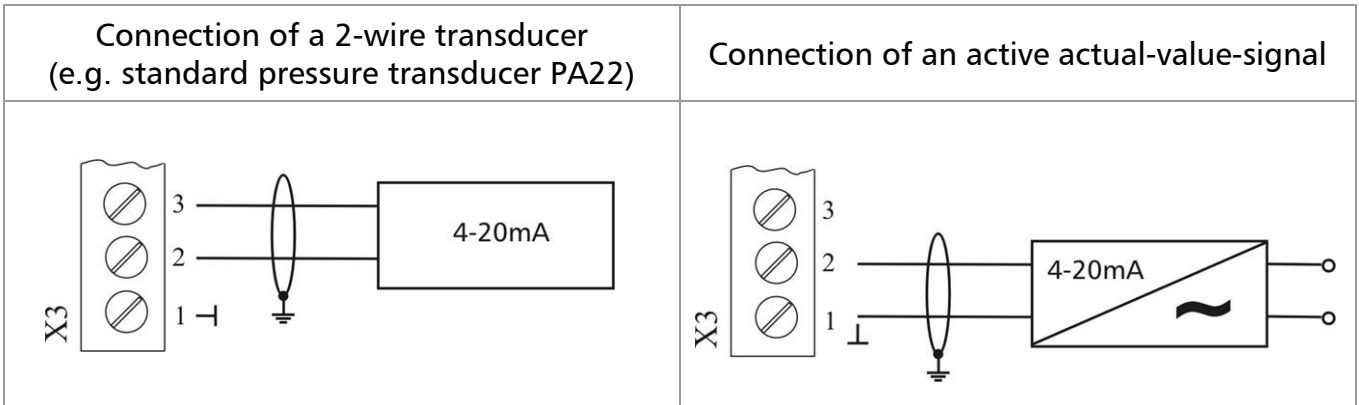 Connection of a 2-wire transducer
(e.g. standard pressure transducer PA22)
Connection of an active actual-value-signal
3
2
1
X3
4-20mA
3
2
1
X3
4-20mA